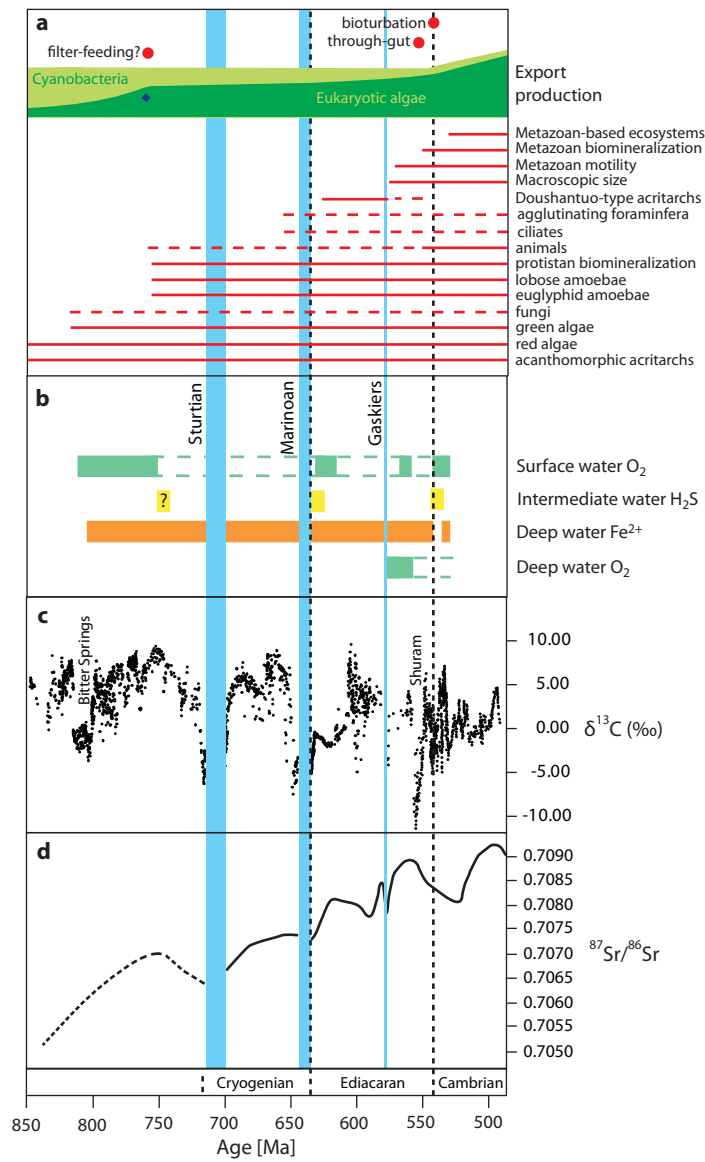 a
bioturbation
through-gut
filter-feeding?
Cyanobacteria
Eukaryotic algae
Export
production
Metazoan-based ecosystems
Metazoan biomineralization
Metazoan motility
Macroscopic size
Doushantuo-type acritarchs
agglutinating foraminfera
ciliates
animals
protistan biomineralization
lobose amoebae
euglyphid amoebae
fungi
green algae
red algae
acanthomorphic acritarchs
b
Sturtian
Marinoan
Gaskiers
Surface water O2
?
Intermediate water H2S
Deep water Fe2+
Deep water O2
c
Bitter Springs
Shuram
10.00
5.00
0.00
-5.00
-10.00
δ13C (‰)
d
0.7090
0.7085
0.7080
0.7075
0.7070
0.7065
0.7060
0.7055
0.7050
87Sr/86Sr
Cryogenian
Ediacaran
Cambrian
850 800 750 700 650 600 550 500
Age [Ma]